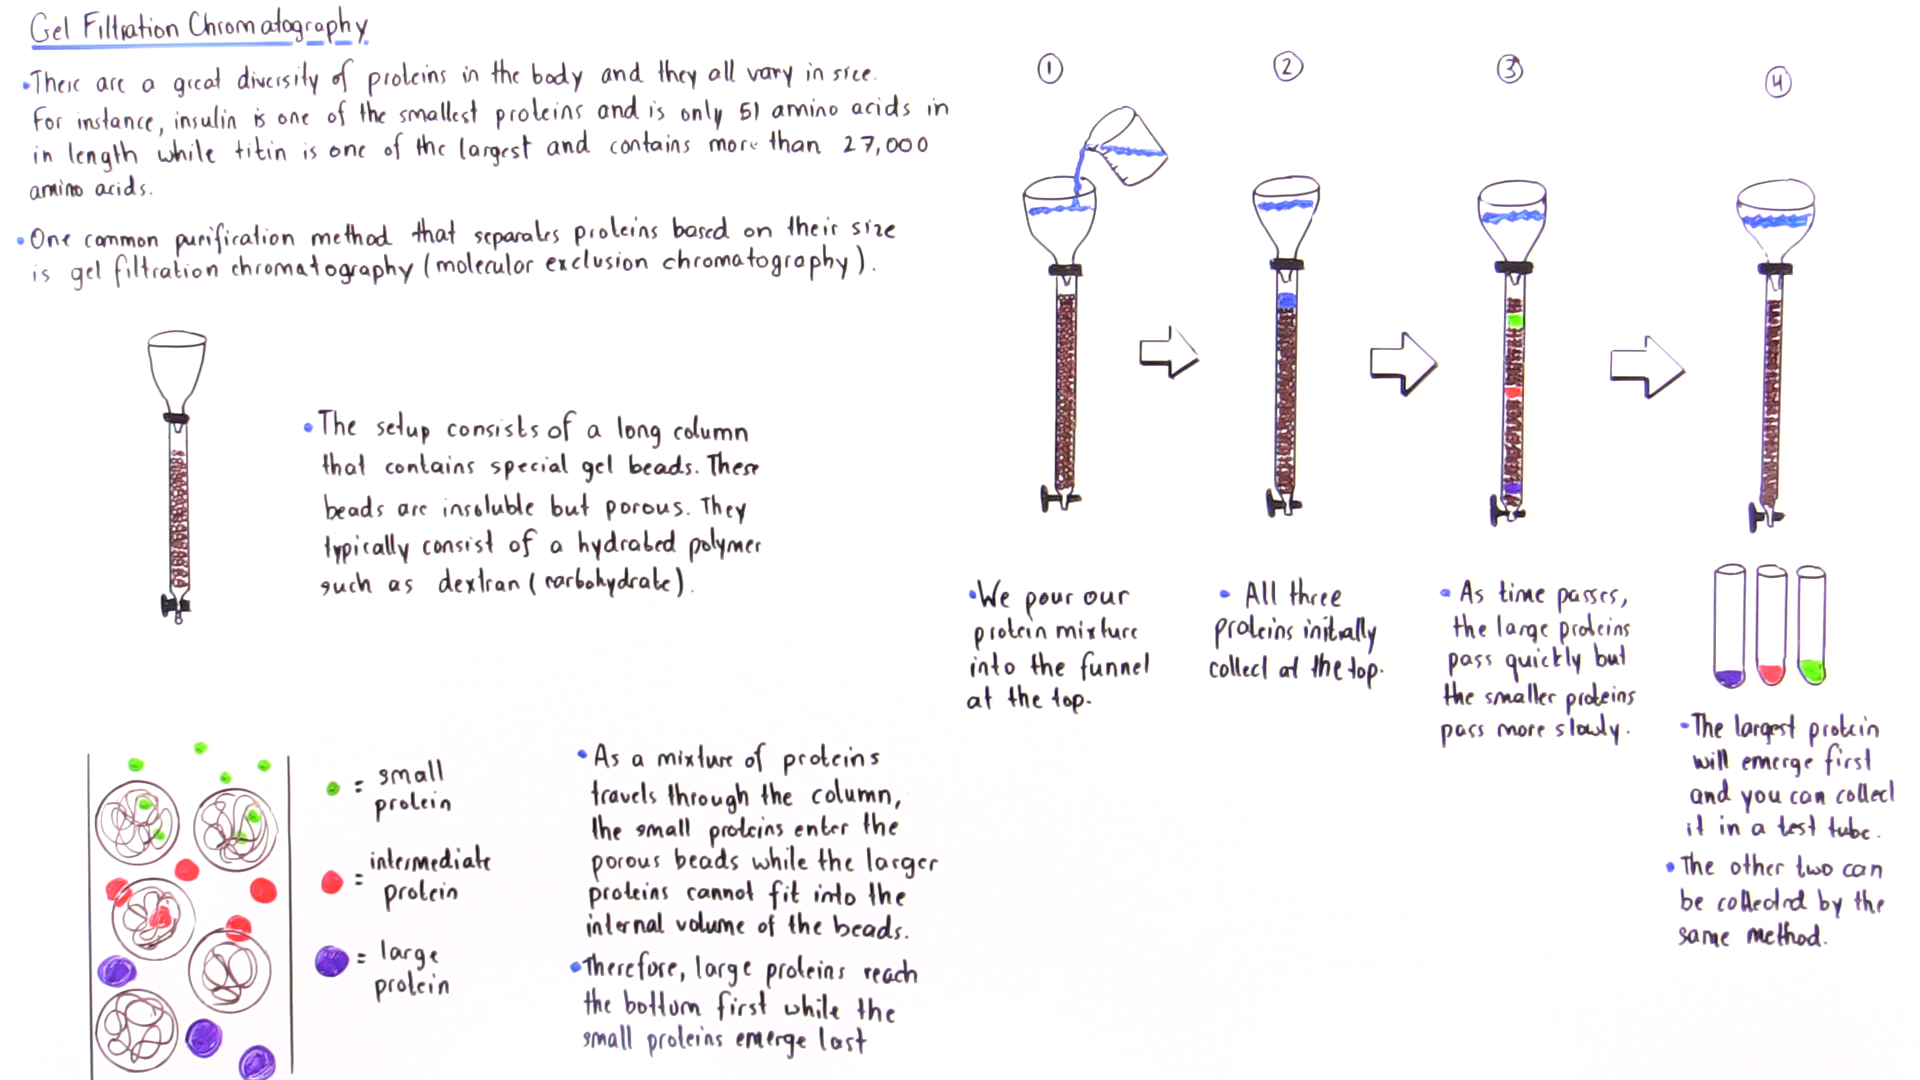 Gel Filtration Chromatography
• There are a great diversity of proteins in the body and they all vary in size.
For instance, insulin is one of the smallest proteins and is only 51 amino acids in
in length while titin is one of the largest and contains more than 27,000
amino acids.
• One common purification method that separates proteins based on their size
is gel filtration chromatography (molecular exclusion chromatography).
• The setup consists of a long column
that contains special gel beads. These
beads are insoluble but porous. They
typically consist of a hydrated polymer
such as dextran (carbohydrate).
= small
protein
= intermediate
protein
= large
protein
• As a mixture of proteins
travels through the column,
the small proteins enter the
porous beads while the larger
proteins cannot fit into the
internal volume of the beads.
• Therefore, large proteins reach
the bottom first while the
small proteins emerge last
1
• We pour our
protein mixture
into the funnel
at the top.
2
• All three
proteins initially
collect at the top.
3
• As time passes,
the large proteins
pass quickly but
the smaller proteins
pass more slowly.
4
• The largest protein
will emerge first
and you can collect
it in a test tube.
• The other two can
be collected by the
same method.